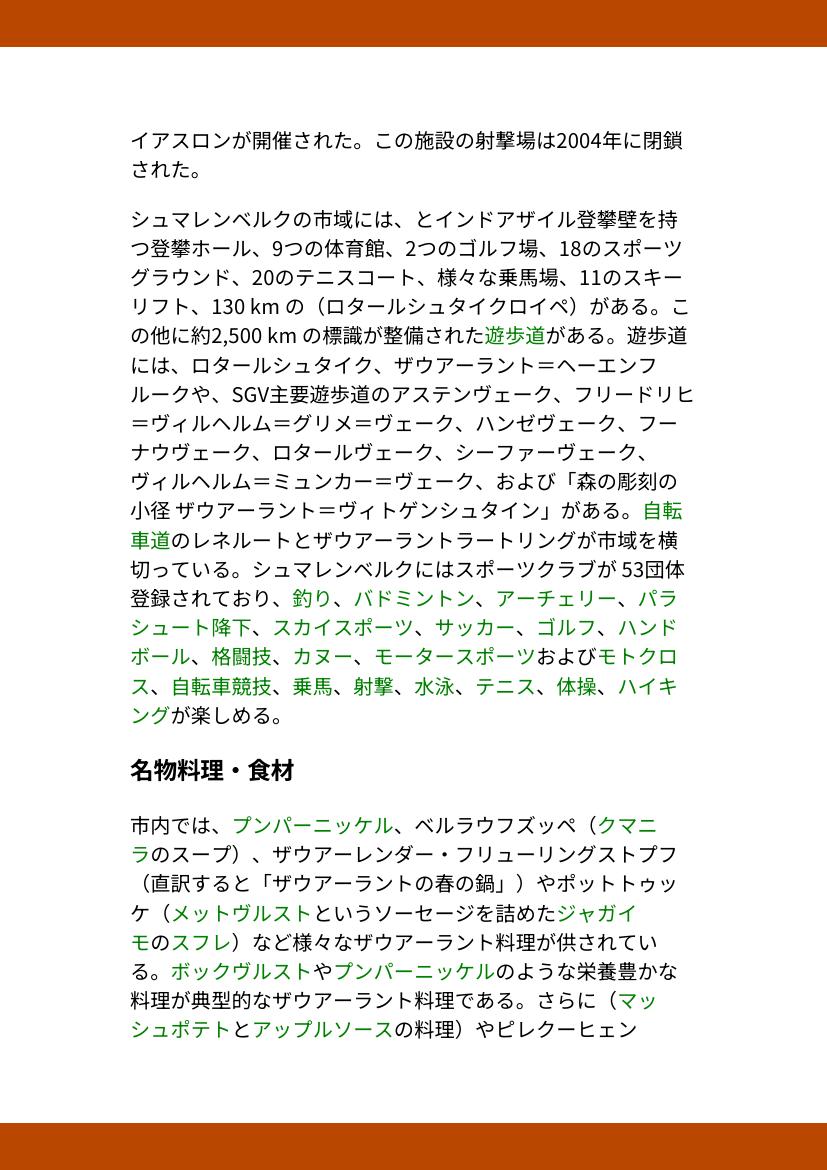 イアスロンが開催された。この施設の射撃場は2004年に閉鎖
された。
シュマレンベルクの市域には、とインドアザイル登攀壁を持
つ登攀ホール、9つの体育館、2つのゴルフ場、18のスポーツ
グラウンド、20のテニスコート、様々な乗馬場、11のスキー
リフト、130 km の（ロタールシュタイクロイペ）がある。こ
の他に約2,500 km の標識が整備された遊歩道がある。遊歩道
には、ロタールシュタイク、ザウアーラント＝ヘーエンフ
ルークや、SGV主要遊歩道のアステンヴェーク、フリードリヒ
＝ヴィルヘルム＝グリメ＝ヴェーク、ハンゼヴェーク、フー
ナウヴェーク、ロタールヴェーク、シーファーヴェーク、
ヴィルヘルム＝ミュンカー＝ヴェーク、および「森の彫刻の
小径 ザウアーラント＝ヴィトゲンシュタイン」がある。自転
車道のレネルートとザウアーラントラートリングが市域を横
切っている。シュマレンベルクにはスポーツクラブが 53団体
登録されており、釣り、バドミントン、アーチェリー、パラ
シュート降下、スカイスポーツ、サッカー、ゴルフ、ハンド
ボール、格闘技、カヌー、モータースポーツおよびモトクロ
ス、自転車競技、乗馬、射撃、水泳、テニス、体操、ハイキ
ングが楽しめる。
名物料理・食材
市内では、プンパーニッケル、ベルラウフズッペ（クマニ
ラのスープ）、ザウアーレンダー・フリューリングストプフ
（直訳すると「ザウアーラントの春の鍋」）やポットトゥッ
ケ（メットヴルストというソーセージを詰めたジャガイ
モのスフレ）など様々なザウアーラント料理が供されてい
る。ボックヴルストやプンパーニッケルのような栄養豊かな
料理が典型的なザウアーラント料理である。さらに（マッ
シュポテトとアップルソースの料理）やピレクーヒェン